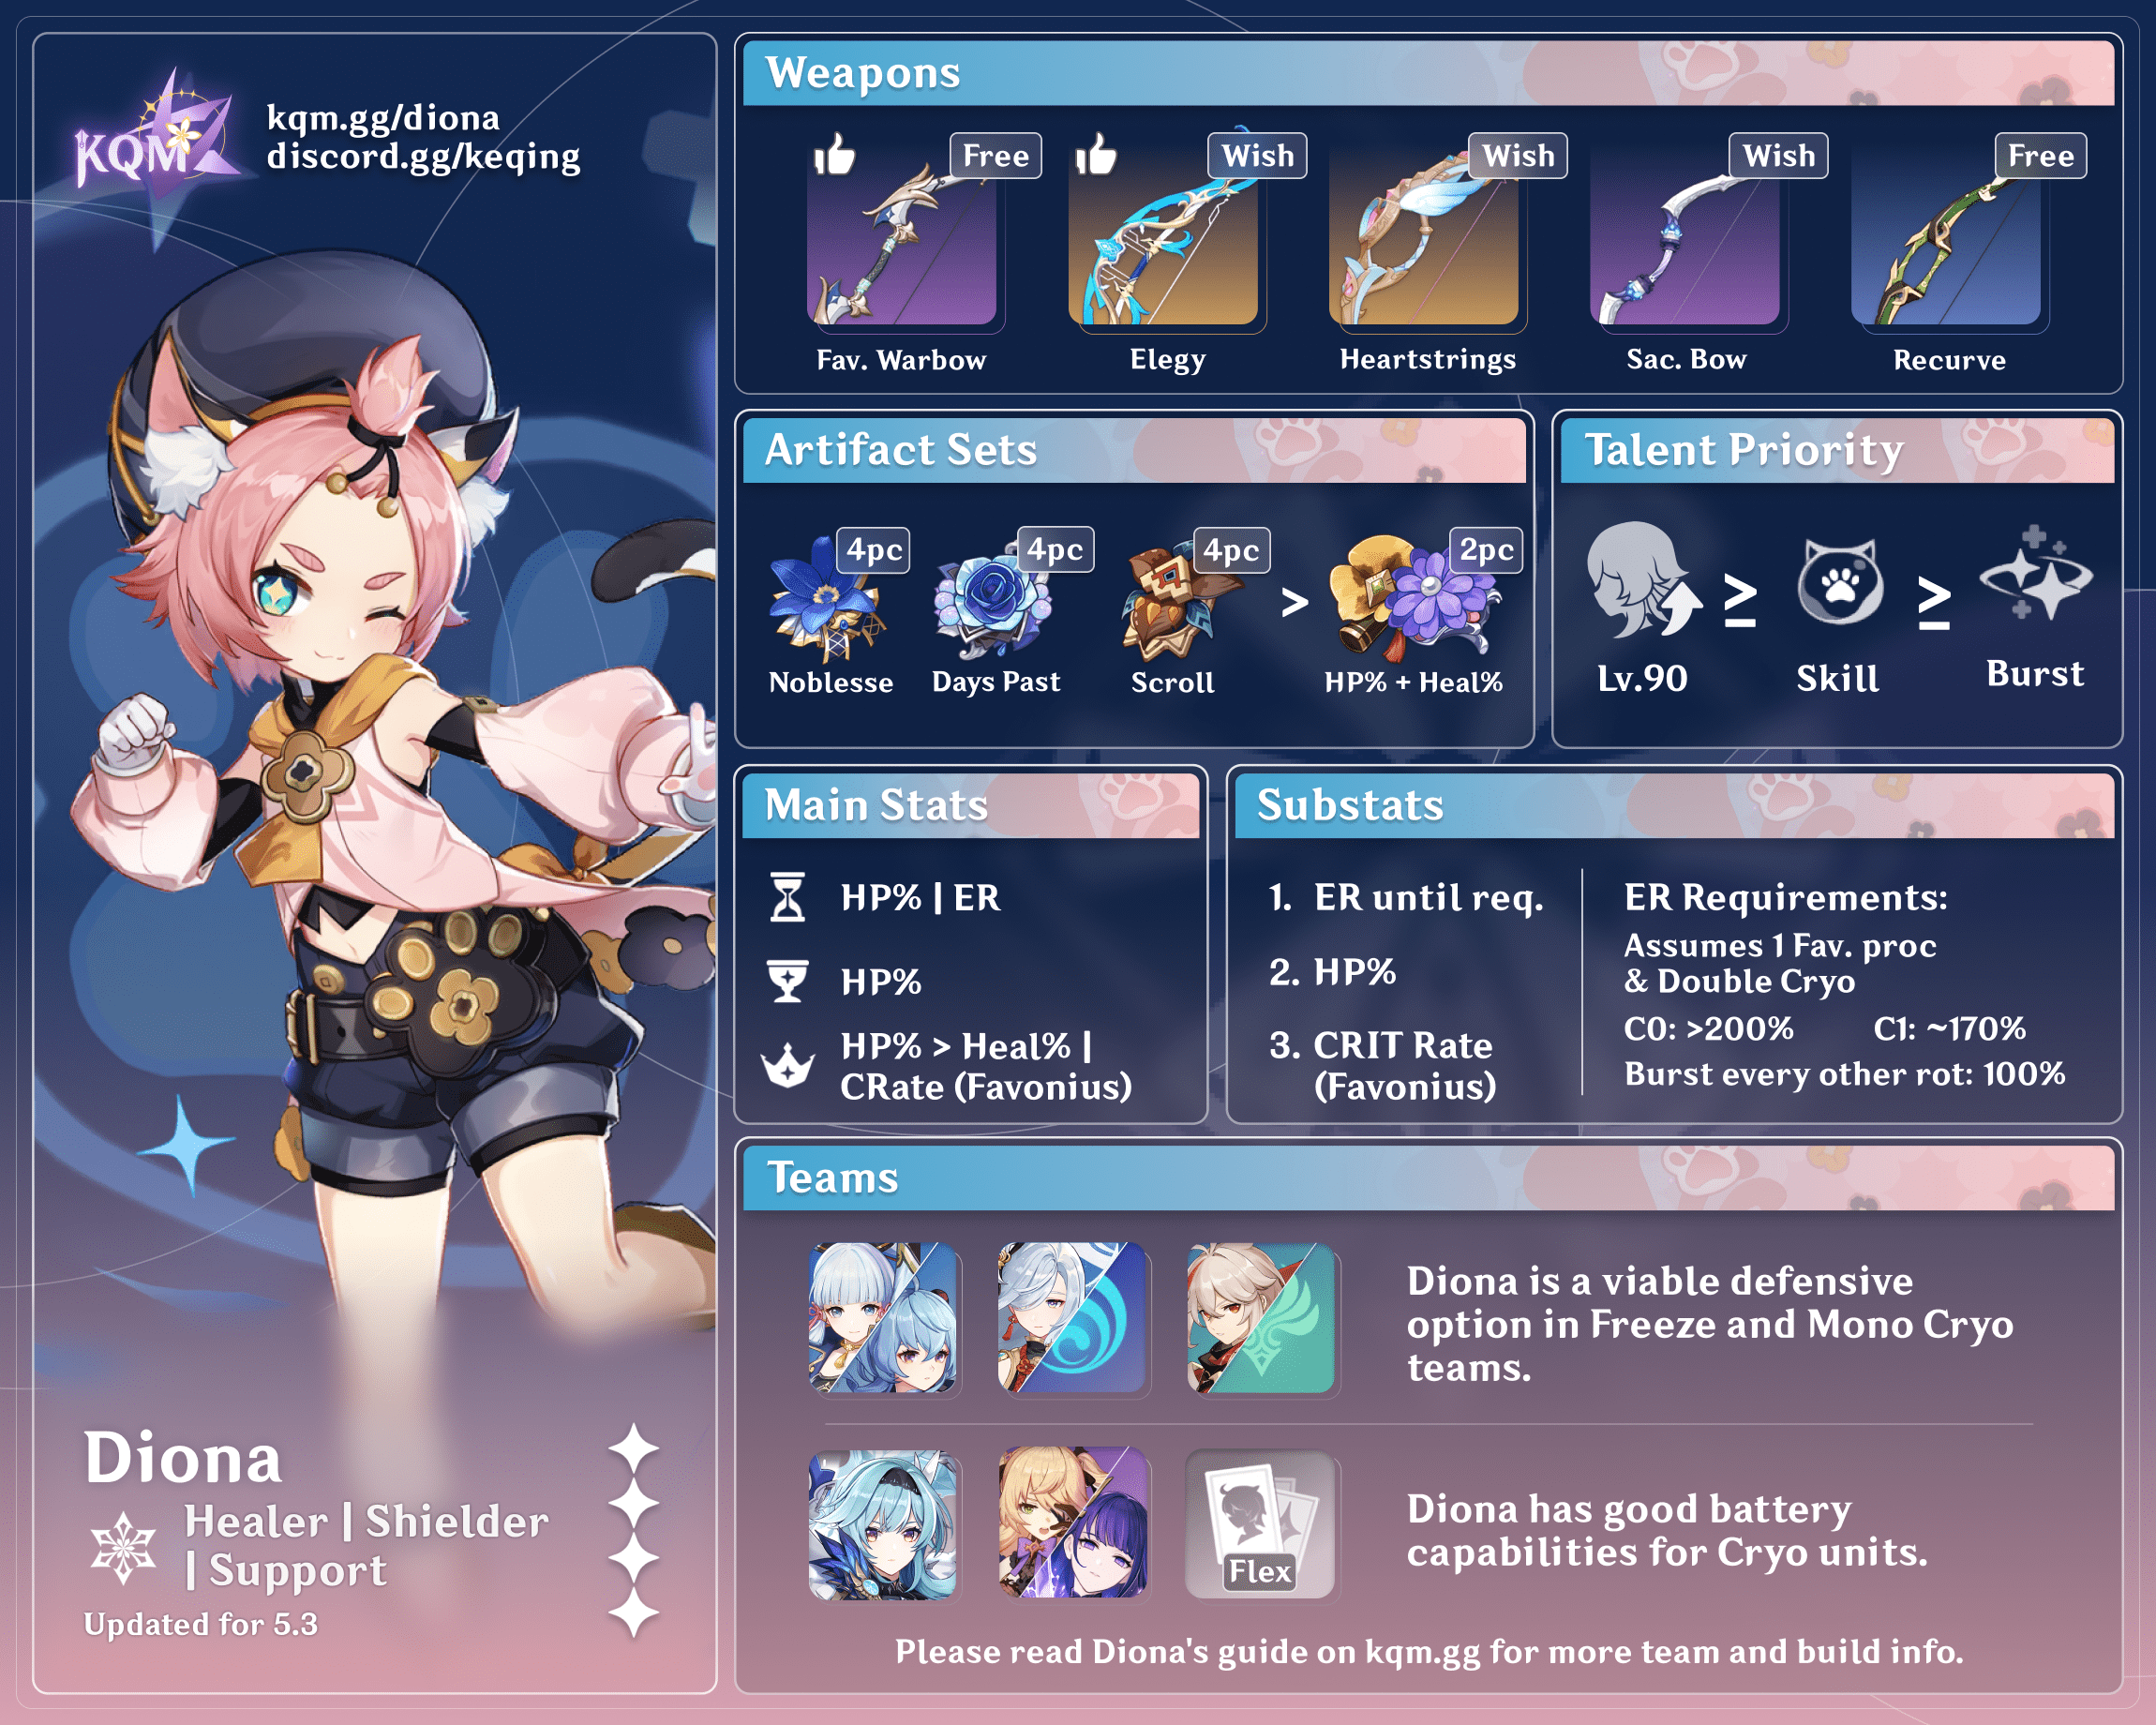 KQM
kqm.gg/diona
discord.gg/keqing
Diona
Healer | Shielder
| Support
Updated for 5.3
Weapons
Free
Wish
Wish
Wish
Free
Fav. Warbow
Elegy
Heartstrings
Sac. Bow
Recurve
Artifact Sets
4pc
4pc
4pc
>
2pc
Noblesse
Days Past
Scroll
HP% + Heal%
Talent Priority
≥
≥
Lv.90
Skill
Burst
Main Stats
HP% | ER
HP%
HP% > Heal% |
CRate (Favonius)
Substats
1. ER until req.
2. HP%
3. CRIT Rate
(Favonius)
ER Requirements:
Assumes 1 Fav. proc
& Double Cryo
C0: >200% C1: ~170%
Burst every other rot: 100%
Teams
Diona is a viable defensive
option in Freeze and Mono Cryo
teams.
Flex
Diona has good battery
capabilities for Cryo units.
Please read Diona's guide on kqm.gg for more team and build info.